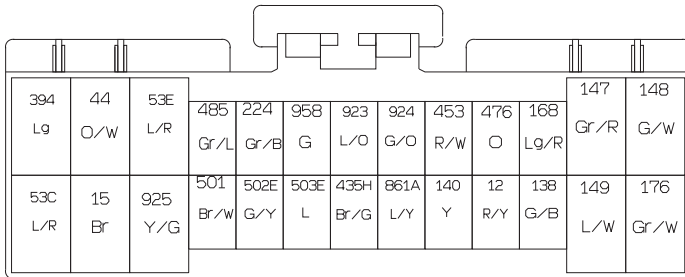 394 44 53E 485 224 958 923 924 453 476 168 147 148
Lg O/W L/R Gr/L Gr/B G L/O G/O R/W O Lg/R Gr/R G/W
53C 15 925 501 502E 503E 435H 861A 140 12 138 149 176
L/R Br Y/G Br/W G/Y L Br/G L/Y Y R/Y G/B L/W Gr/W